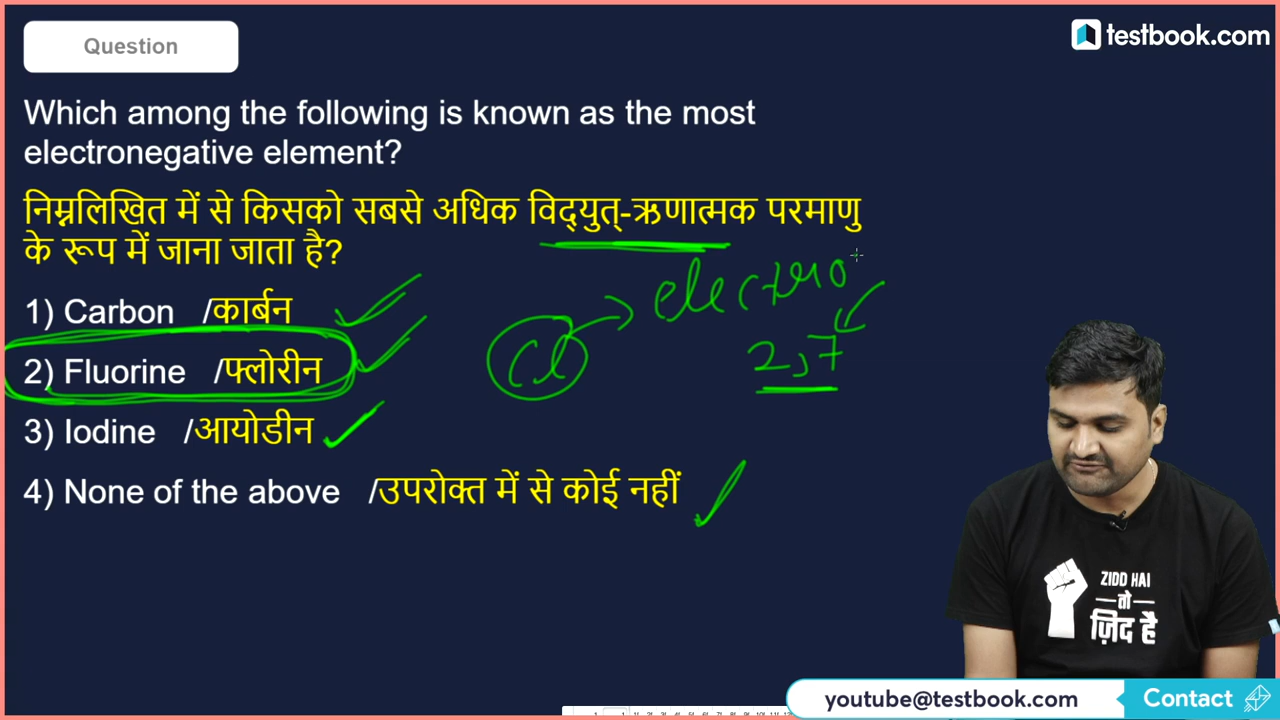 Question
testbook.com
Which among the following is known as the most
electronegative element?
निम्नलिखित में से किसको सबसे अधिक विद्युत्-ऋणात्मक परमाणु
के रूप में जाना जाता है?
electro
1) Carbon /कार्बन
2) Fluorine /फ्लोरीन
Cl
2,7
3) Iodine /आयोडीन
4) None of the above /उपरोक्त में से कोई नहीं
ZIDD HAI
तो
ज़िद है
youtube@testbook.com
Contact